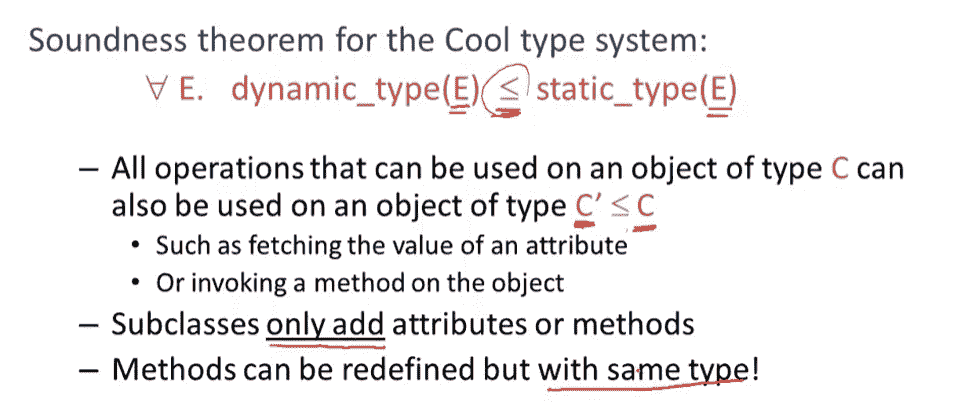 Soundness theorem for the Cool type system:
∀ E. dynamic_type(E) ≤ static_type(E)
– All operations that can be used on an object of type C can
also be used on an object of type C’ ≤ C
• Such as fetching the value of an attribute
• Or invoking a method on the object
– Subclasses only add attributes or methods
– Methods can be redefined but with same type!